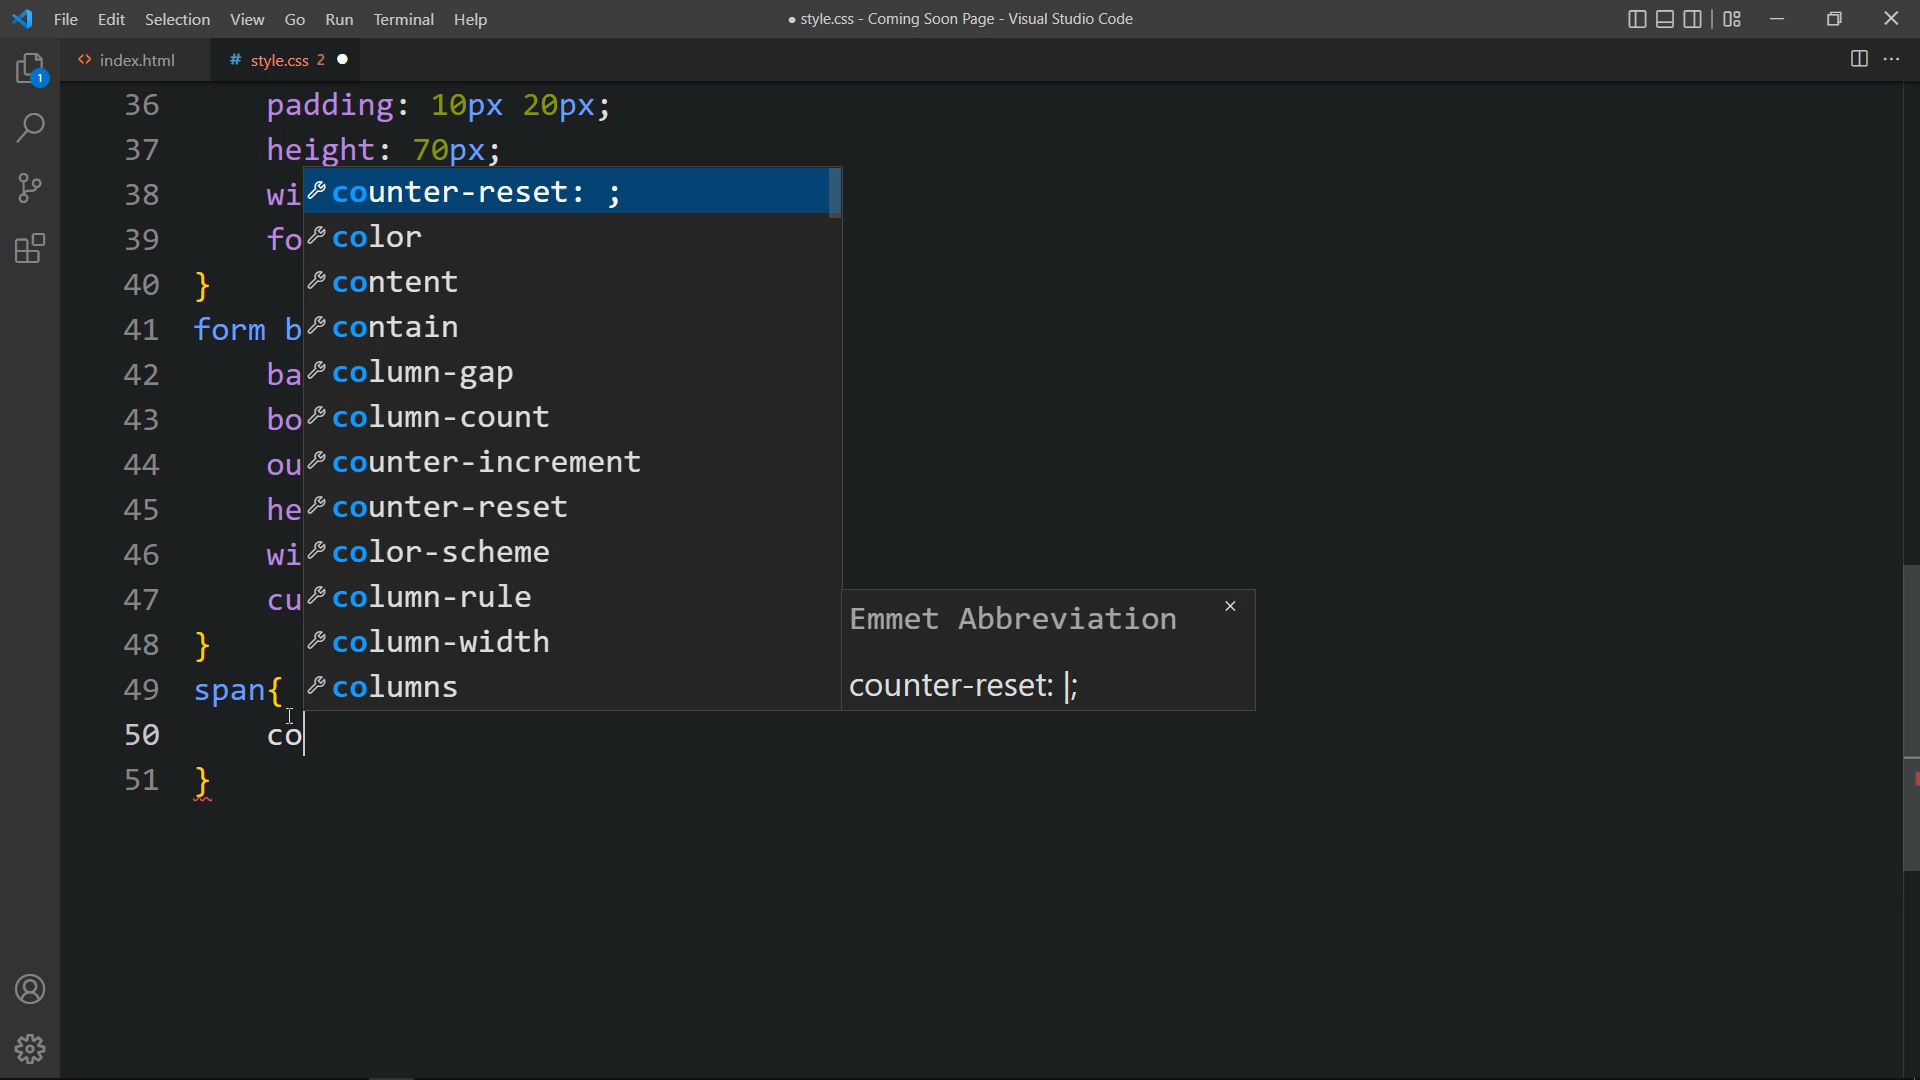 File Edit Selection View Go Run Terminal Help
● style.css - Coming Soon Page - Visual Studio Code
index.html
# style.css 2 ●
1
36 padding: 10px 20px;
37 height: 70px;
38 wi
39 fo
40 }
41 form b
42 ba
43 bo
44 ou
45 he
46 wi
47 cu
48 }
49 span{
50 co
51 }
counter-reset: ;
color
content
contain
column-gap
column-count
counter-increment
counter-reset
color-scheme
column-rule
column-width
columns
Emmet Abbreviation
counter-reset: |;